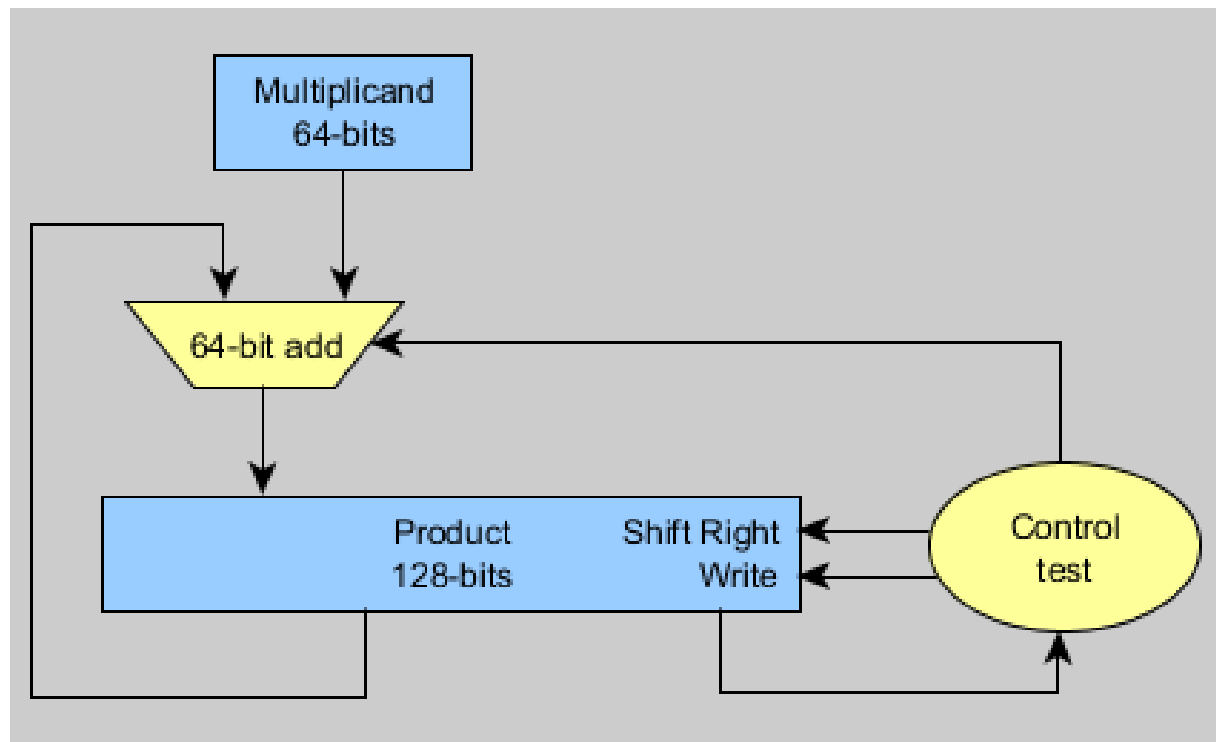 Multiplicand
64-bits
64-bit add
Product
128-bits
Shift Right
Write
Control
test